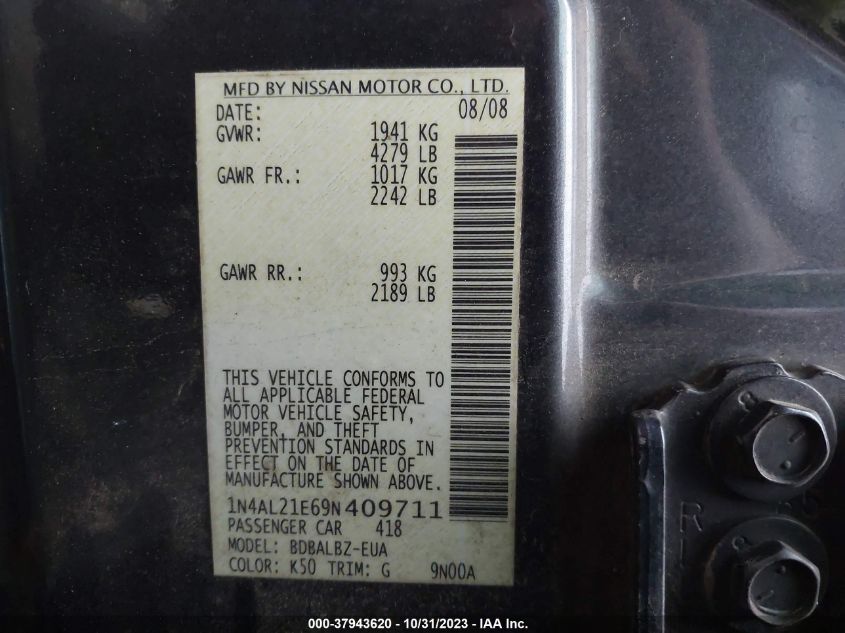 MFD BY NISSAN MOTOR CO., LTD.
DATE: 08/08
GVWR: 1941 KG
4279 LB
GAWR FR.: 1017 KG
2242 LB
GAWR RR.: 993 KG
2189 LB
THIS VEHICLE CONFORMS TO
ALL APPLICABLE FEDERAL
MOTOR VEHICLE SAFETY,
BUMPER, AND THEFT
PREVENTION STANDARDS IN
EFFECT ON THE DATE OF
MANUFACTURE SHOWN ABOVE.
1N4AL21E69N409711
PASSENGER CAR 418
MODEL: BDBALBZ-EUA
COLOR: K50 TRIM: G 9N00A
8
R
000-37943620 - 10/31/2023 - IAA Inc.